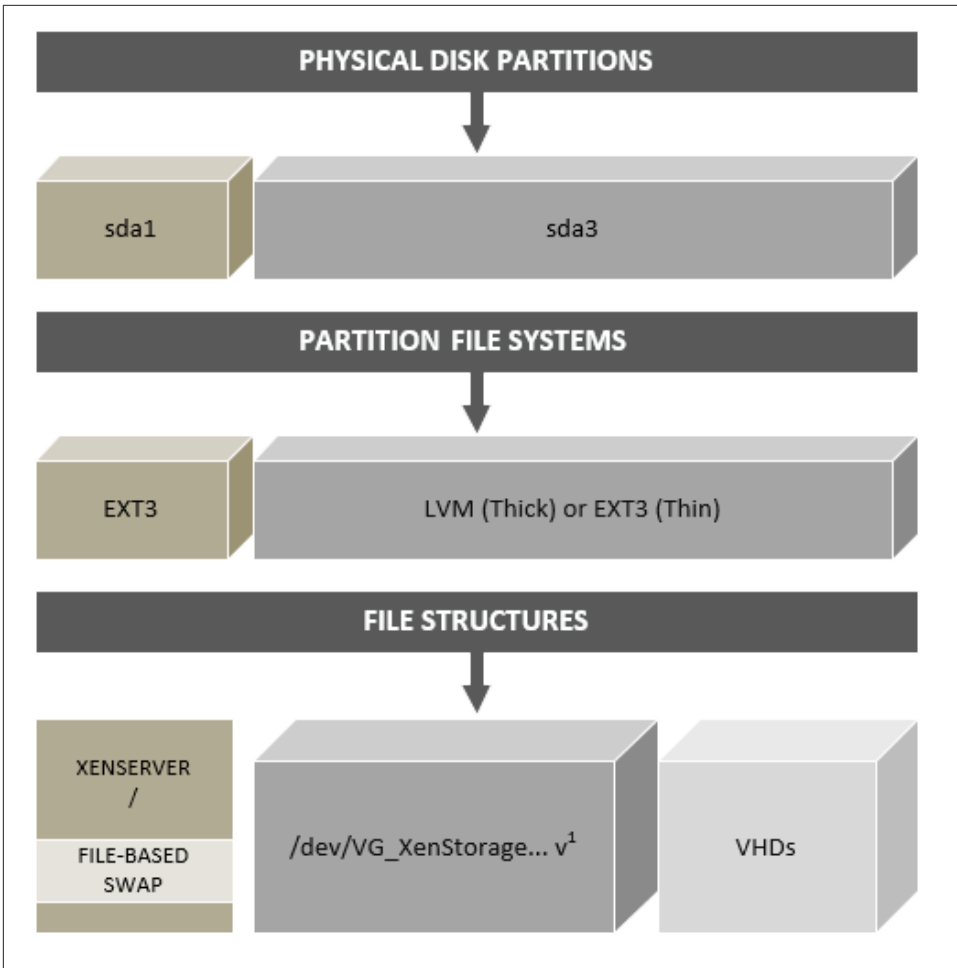 PHYSICAL DISK PARTITIONS
sda1
sda3
PARTITION FILE SYSTEMS
EXT3
LVM (Thick) or EXT3 (Thin)
FILE STRUCTURES
XENSERVER
/
FILE-BASED
SWAP
/dev/VG_XenStorage... v¹
VHDs